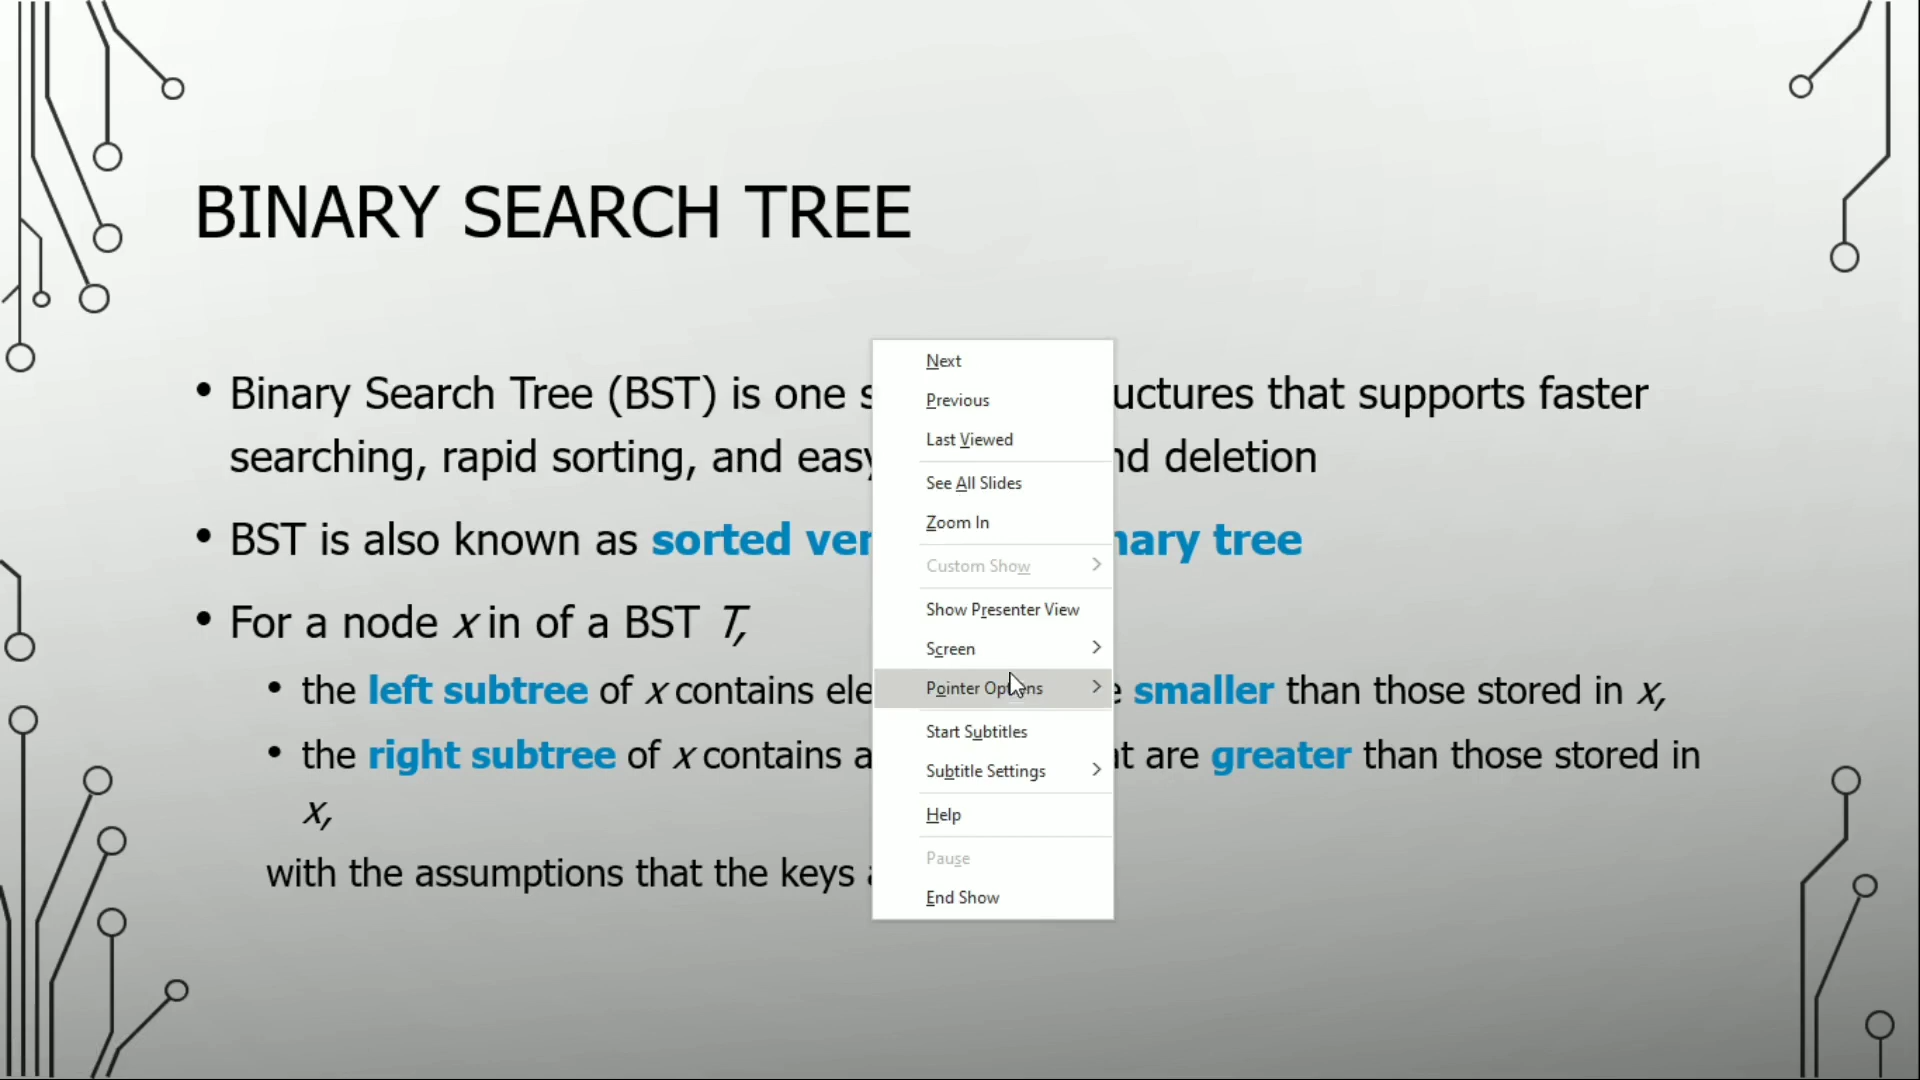 BINARY SEARCH TREE
• Binary Search Tree (BST) is one s uctures that supports faster
searching, rapid sorting, and easy nd deletion
• BST is also known as sorted ver nary tree
• For a node x in of a BST T,
• the left subtree of x contains ele e smaller than those stored in x,
• the right subtree of x contains a at are greater than those stored in
x,
with the assumptions that the keys
Next
Previous
Last Viewed
See All Slides
Zoom In
Custom Show
Show Presenter View
Screen
Pointer Options
Start Subtitles
Subtitle Settings
Help
Pause
End Show